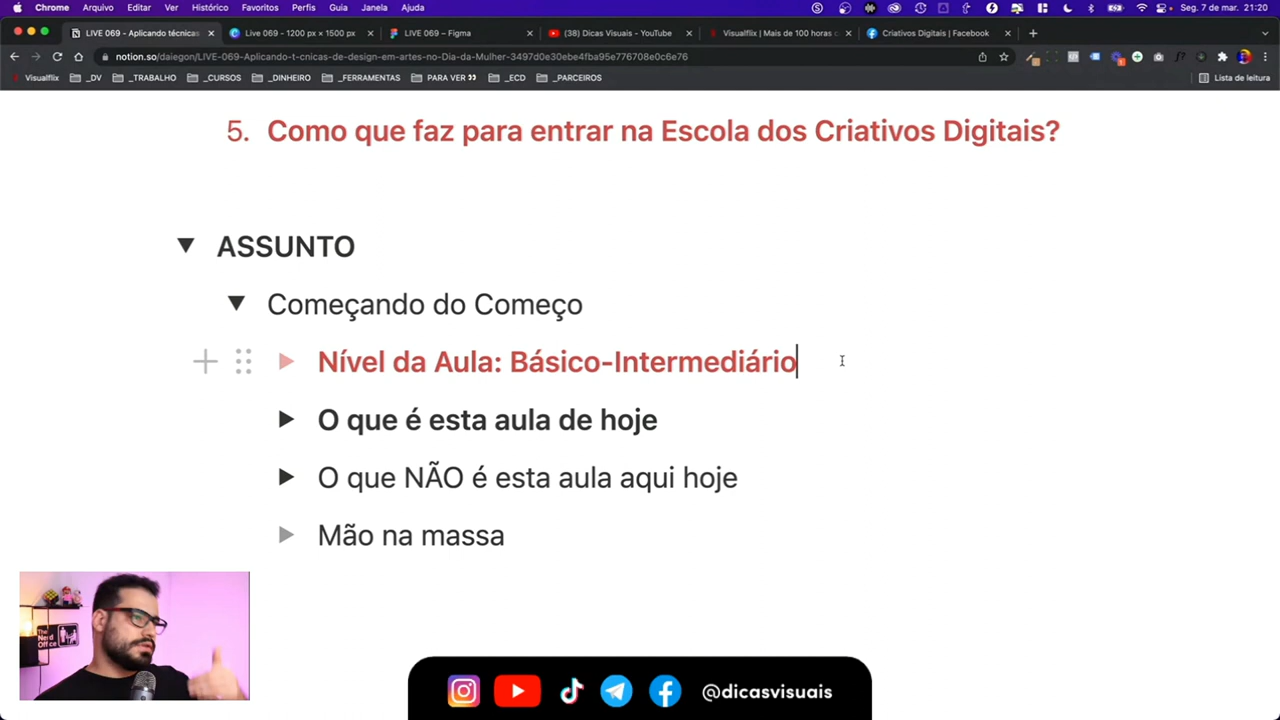 Chrome Arquivo Editar Ver Histórico Favoritos Perfis Guia Janela Ajuda Seg. 7 de mar. 21:20
LIVE 069 - Aplicando técnicas Live 069 - 1200 px × 1500 px LIVE 069 – Figma (38) Dicas Visuais - YouTube Visualflix | Mais de 100 horas c Criativos Digitais | Facebook
notion.so/daiegon/LIVE-069-Aplicando-t-cnicas-de-design-em-artes-no-Dia-da-Mulher-3497d0e30ebe4fba95e776708e0c6e76
Visualflix _DV _TRABALHO _CURSOS _DINHEIRO _FERRAMENTAS PARA VER 👀 _ECD _PARCEIROS Lista de leitura
5. Como que faz para entrar na Escola dos Criativos Digitais?
ASSUNTO
Começando do Começo
Nível da Aula: Básico-Intermediário
O que é esta aula de hoje
O que NÃO é esta aula aqui hoje
Mão na massa
The
Nerd
Office
@dicasvisuais